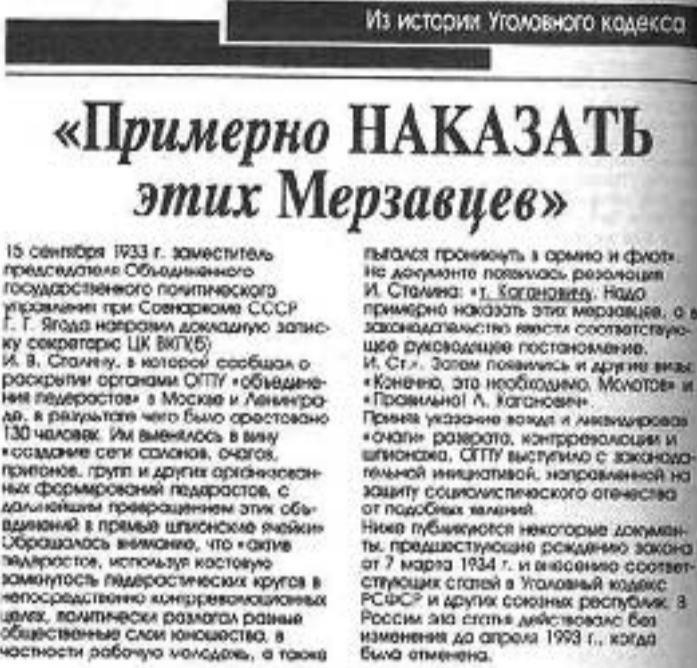 Из истории Уголовного кодекса
«Примерно НАКАЗАТЬ
этих Мерзавцев»
15 сентября 1933 г. заместитель
председателя Объединенного
государственного политического
управления при Совнаркоме СССР
Г. Г. Ягода направил докладную запис-
ку секретарю ЦК ВКП(б)
И. В. Сталину, в которой сообщал о
раскрытии органами ОГПУ «объедине-
ния педерастов» в Москве и Ленингра-
де, в результате чего было арестовано
130 человек. Им вменялось в вину
«создание сети салонов, очагов,
притонов, групп и других организован-
ных формирований педерастов, с
дальнейшим превращением этих объ-
единений в прямые шпионские ячейки»
Обращалось внимание, что «актив
педерастов, используя кастовую
замкнутость педерастических кругов в
непосредственно контрреволюционных
целях, политически разлагал разные
общественные слои юношества, в
частности рабочую молодежь, а также
пытался проникнуть в армию и флот».
На документе появилась резолюция
И. Сталина: «т. Кагановичу. Надо
примерно наказать этих мерзавцев, а в
законодательство ввести соответствую-
щее руководящее постановление.
И. Ст.». Затем появились и другие визы:
«Конечно, это необходимо. Молотов» и
«Правильно! Л. Каганович».
Приняв указание вождя и ликвидировав
«очаги» разврата, контрреволюции и
шпионажа, ОГПУ выступило с законода-
тельной инициативой, направленной на
защиту социалистического отечества
от подобных явлений.
Ниже публикуются некоторые докумен-
ты, предшествующие рождению закона
от 7 марта 1934 г. и внесению соответ-
ствующих статей в Уголовный кодекс
РСФСР и других союзных республик. В
России эта статья действовала без
изменения до апреля 1993 г., когда
была отменена.